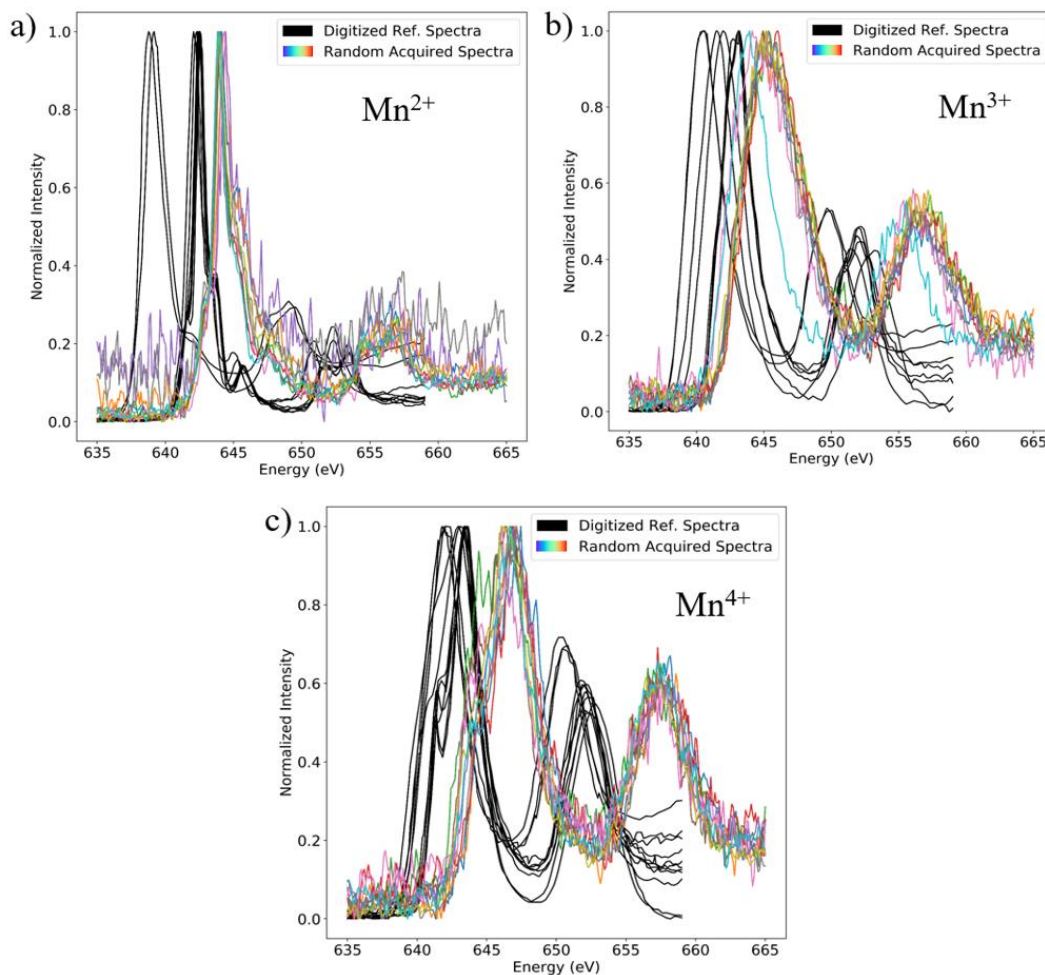 a)
Digitized Ref. Spectra
Random Acquired Spectra
Mn2+
Normalized Intensity
1.0
0.8
0.6
0.4
0.2
0.0
635 640 645 650 655 660 665
Energy (eV)
b)
Digitized Ref. Spectra
Random Acquired Spectra
Mn3+
Normalized Intensity
1.0
0.8
0.6
0.4
0.2
0.0
635 640 645 650 655 660 665
Energy (eV)
c)
Digitized Ref. Spectra
Random Acquired Spectra
Mn4+
Normalized Intensity
1.0
0.8
0.6
0.4
0.2
0.0
635 640 645 650 655 660 665
Energy (eV)